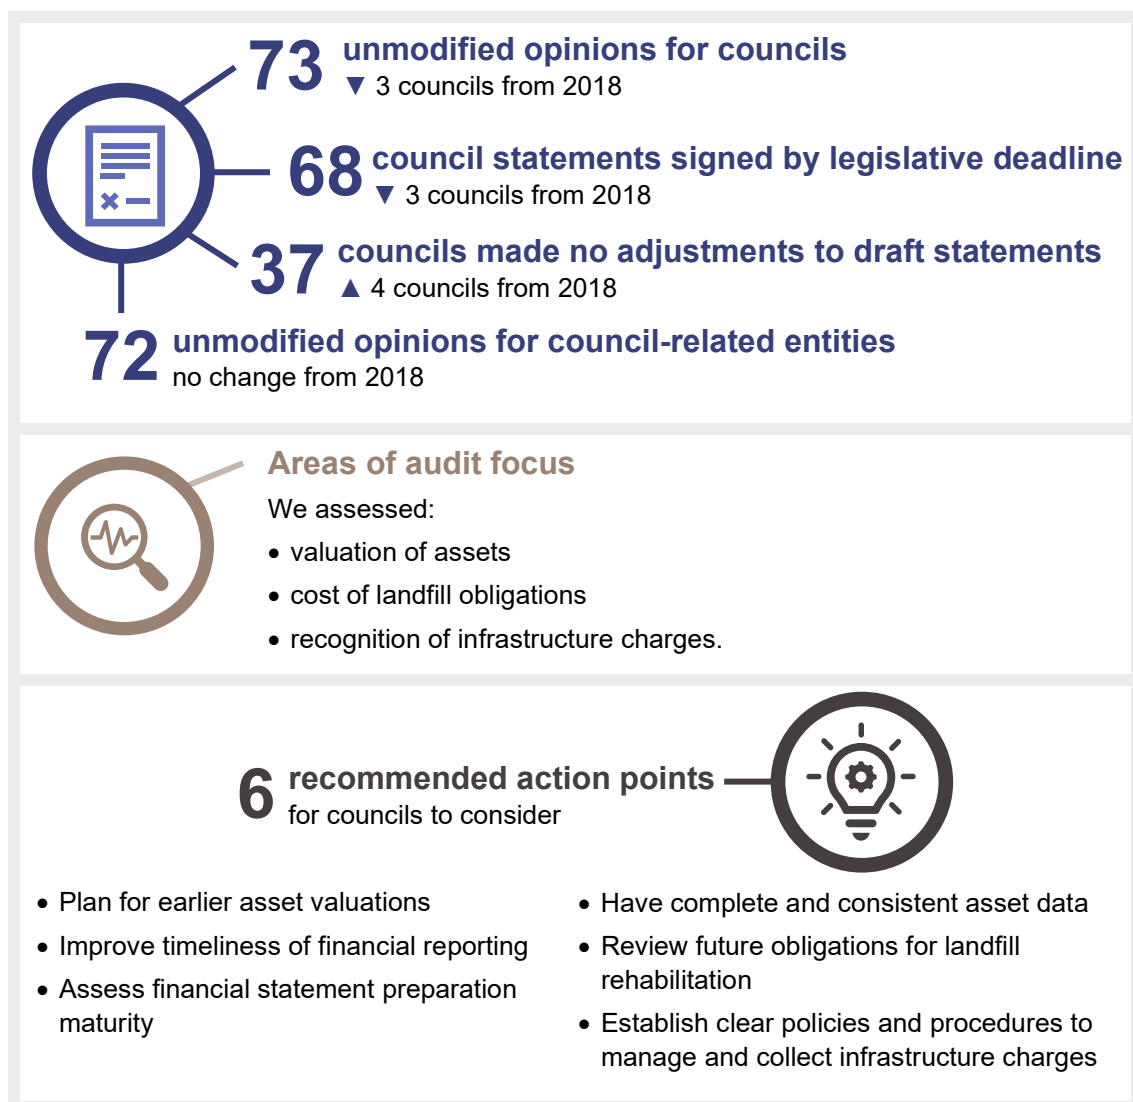 73 unmodified opinions for councils
▼ 3 councils from 2018
68 council statements signed by legislative deadline
▼ 3 councils from 2018
37 councils made no adjustments to draft statements
▲ 4 councils from 2018
72 unmodified opinions for council-related entities
no change from 2018
Areas of audit focus
We assessed:
• valuation of assets
• cost of landfill obligations
• recognition of infrastructure charges.
6 recommended action points
for councils to consider
• Plan for earlier asset valuations
• Improve timeliness of financial reporting
• Assess financial statement preparation
maturity
• Have complete and consistent asset data
• Review future obligations for landfill
rehabilitation
• Establish clear policies and procedures to
manage and collect infrastructure charges